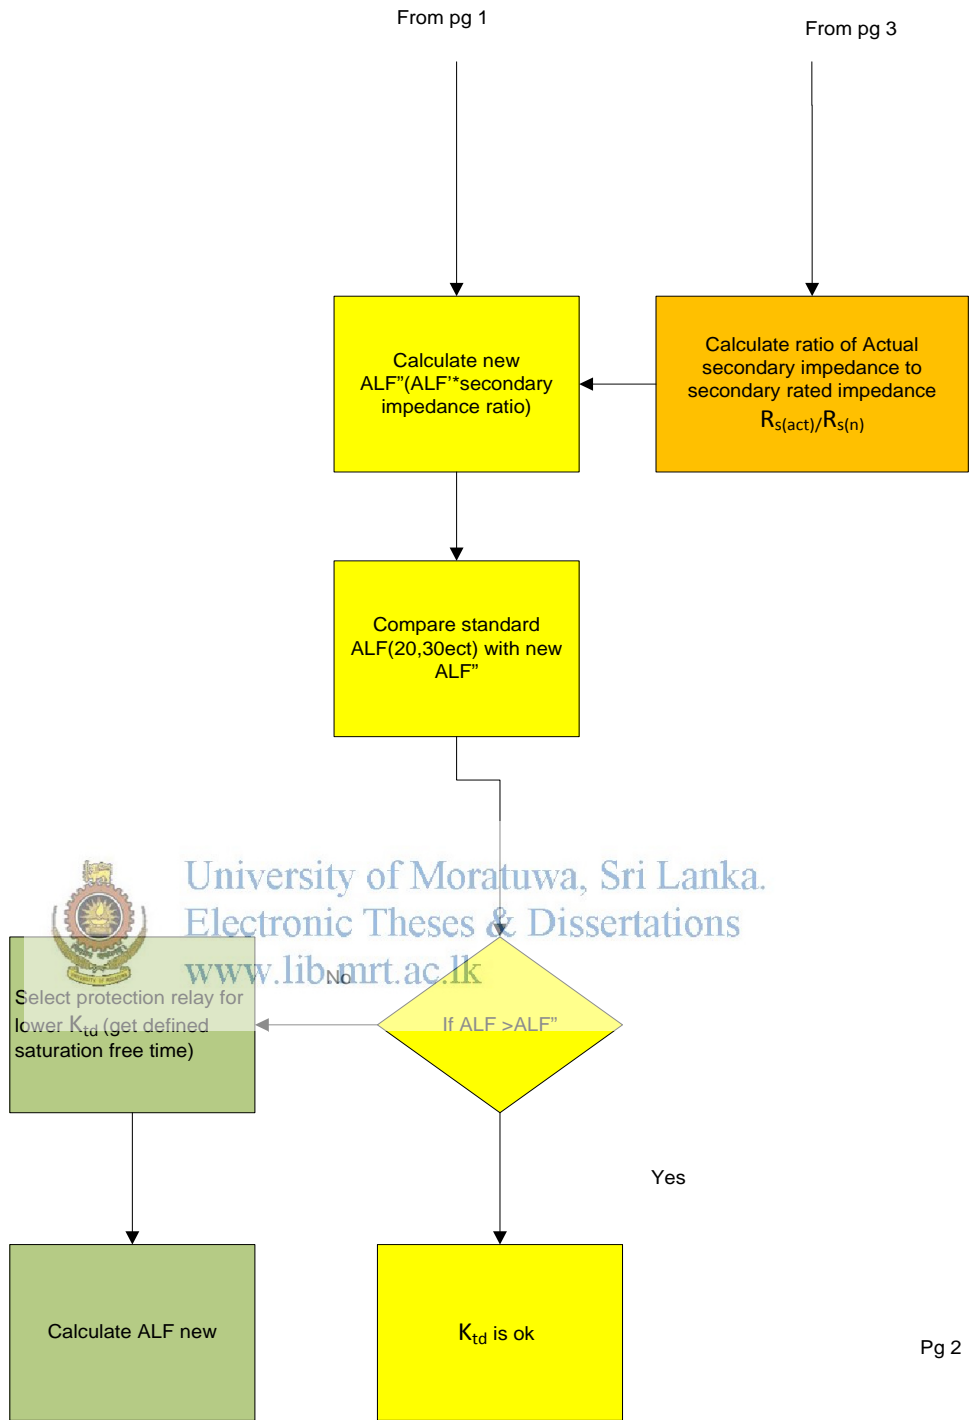 From pg 1
From pg 3
Calculate new
ALF”(ALF’*secondary
impedance ratio)
Calculate ratio of Actual
secondary impedance to
secondary rated impedance
Rs(act)/Rs(n)
Compare standard
ALF(20,30ect) with new
ALF”
University of Moratuwa, Sri Lanka.
Electronic Theses & Dissertations
www.lib.mrt.ac.lk
No
Select protection relay for
lower Ktd (get defined
saturation free time)
If ALF >ALF”
Yes
Calculate ALF new
Ktd is ok
Pg 2